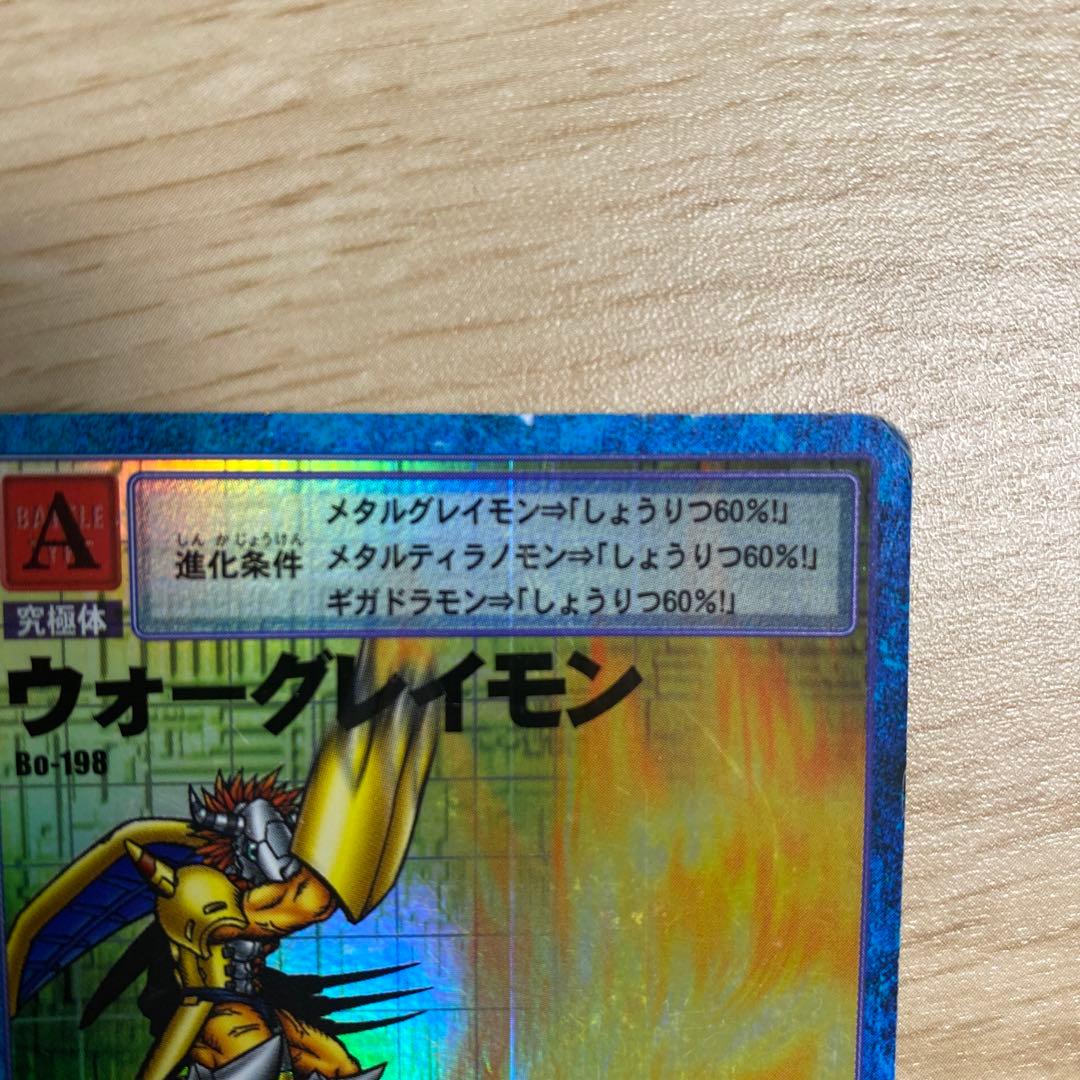 BATTLE
A
しんかじょうけん
進化条件
メタルグレイモン⇒「しょうりつ60%!」
メタルティラノモン⇒「しょうりつ60%!」
ギガドラモン⇒「しょうりつ60%!」
究極体
ウォーグレイモン
Bo-198